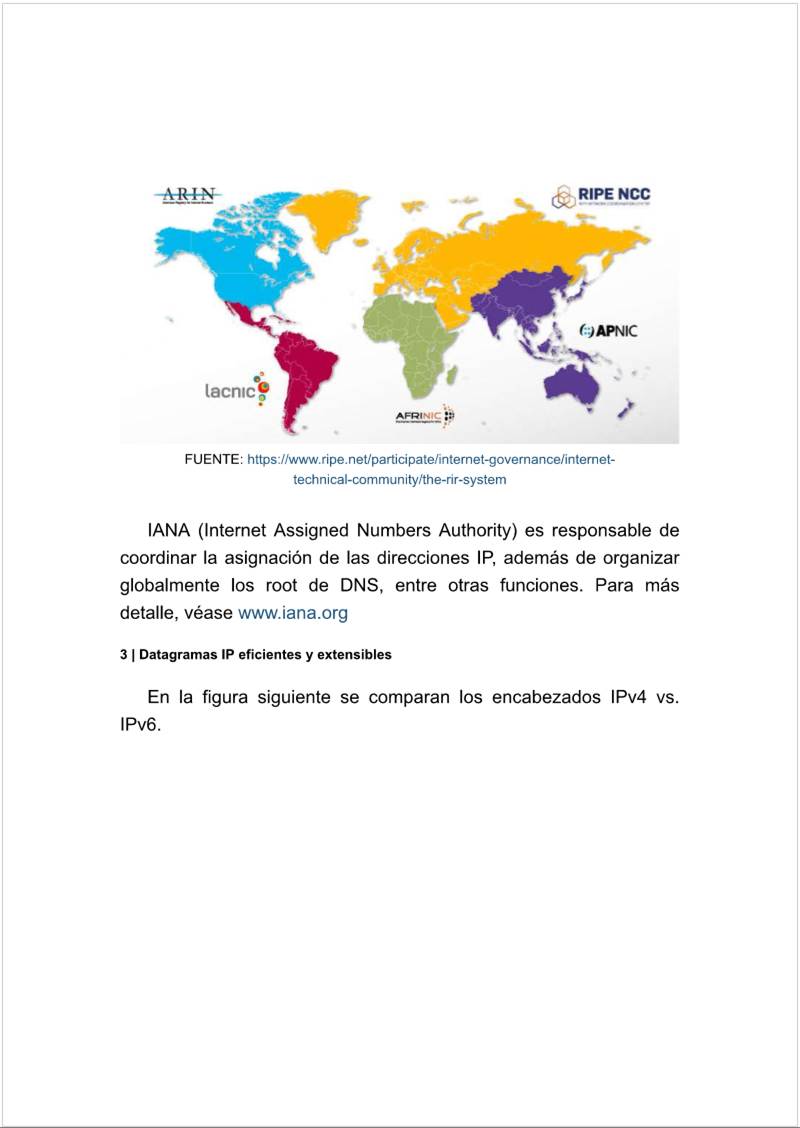 ARIN
RIPE NCC
APNIC
lacnic
AFRINIC
FUENTE: https://www.ripe.net/participate/internet-governance/internet-
technical-community/the-rir-system
IANA (Internet Assigned Numbers Authority) es responsable de
coordinar la asignación de las direcciones IP, además de organizar
globalmente los root de DNS, entre otras funciones. Para más
detalle, véase www.iana.org
3 | Datagramas IP eficientes y extensibles
En la figura siguiente se comparan los encabezados IPv4 vs.
IPv6.